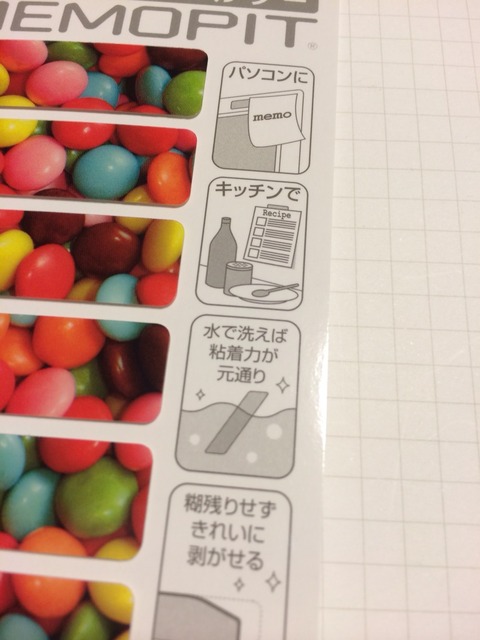 MEMOPIT
®
パソコンに
memo
キッチンで
Recipe
水で洗えば
粘着力が
元通り
糊残りせず
きれいに
剥がせる